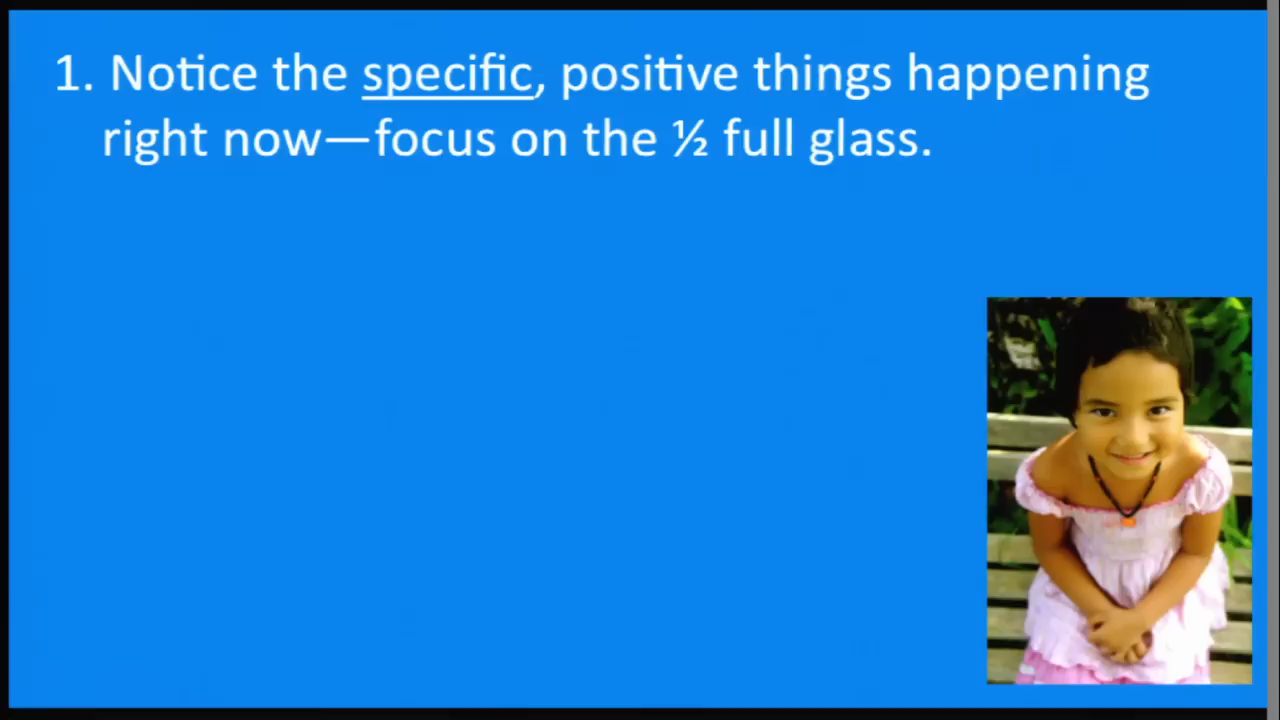 1. Notice the specific, positive things happening
right now—focus on the ½ full glass.